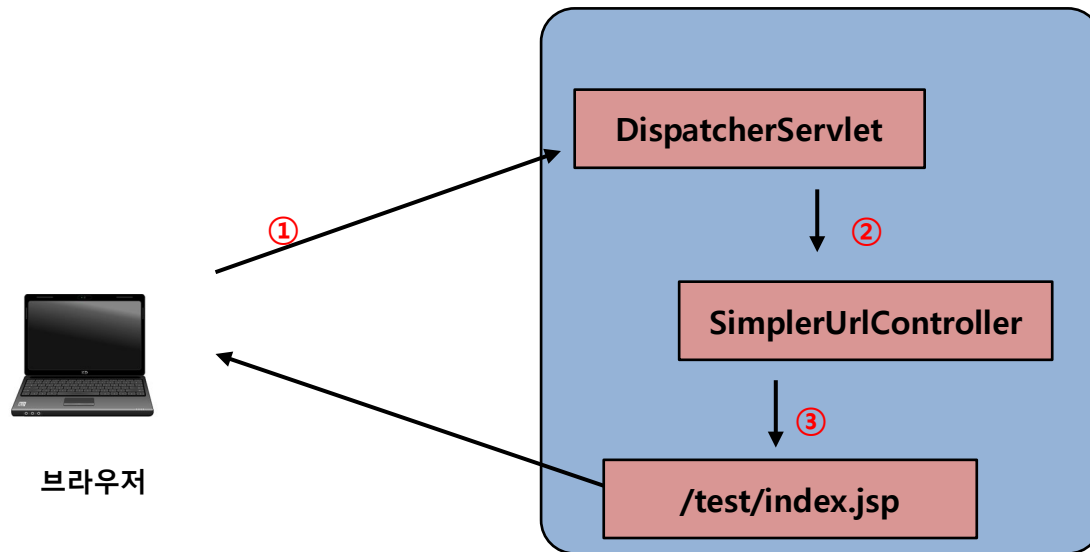 DispatcherServlet
①
②
SimplerUrlController
③
브라우저
/test/index.jsp